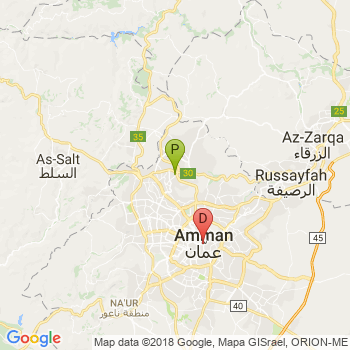 35
P
30
Az-Zarqa
الزرقاء
As-Salt
السلط
Russayfah
الرصيفة
D
Amman
عمان
45
NA'UR
منطقة ناعور
40
Google Map data ©2018 Google, Mapa GISrael, ORION-ME